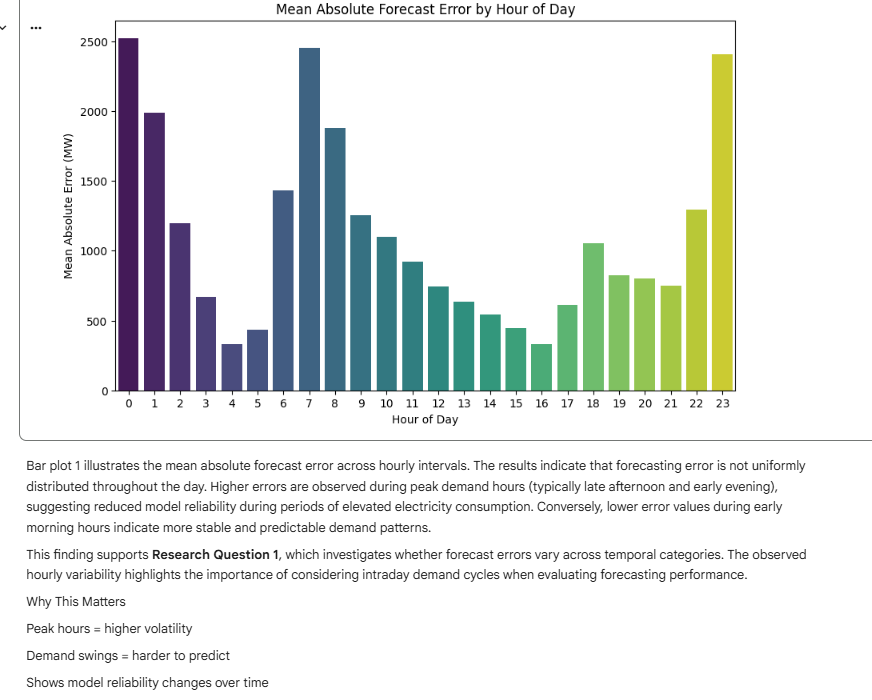 Mean Absolute Forecast Error by Hour of Day
2500
2000
1500
1000
500
0
Mean Absolute Error (MW)
0 1 2 3 4 5 6 7 8 9 10 11 12 13 14 15 16 17 18 19 20 21 22 23
Hour of Day
Bar plot 1 illustrates the mean absolute forecast error across hourly intervals. The results indicate that forecasting error is not uniformly
distributed throughout the day. Higher errors are observed during peak demand hours (typically late afternoon and early evening),
suggesting reduced model reliability during periods of elevated electricity consumption. Conversely, lower error values during early
morning hours indicate more stable and predictable demand patterns.
This finding supports Research Question 1, which investigates whether forecast errors vary across temporal categories. The observed
hourly variability highlights the importance of considering intraday demand cycles when evaluating forecasting performance.
Why This Matters
Peak hours = higher volatility
Demand swings = harder to predict
Shows model reliability changes over time